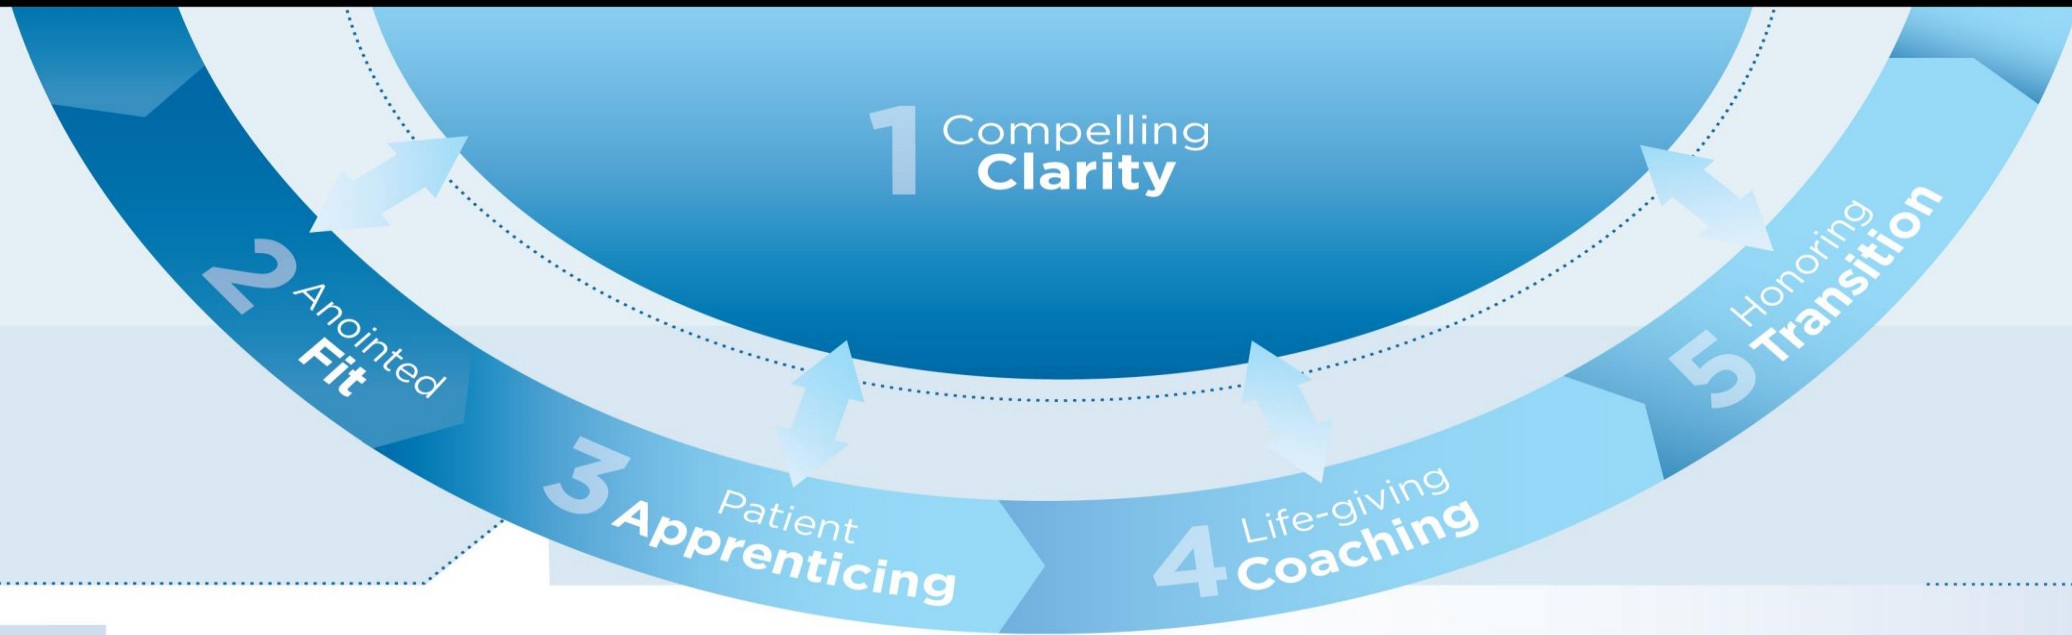 1 Compelling
Clarity
2 Anointed
Fit
3 Patient
Apprenticing
4 Life-giving
Coaching
5 Honoring
Transition